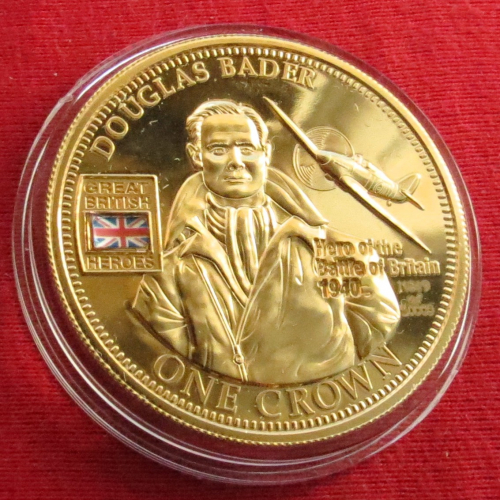 DOUGLAS BADER
GREAT
BRITISH
HEROES
Hero of the
Battle of Britain
1940
ONE CROWN